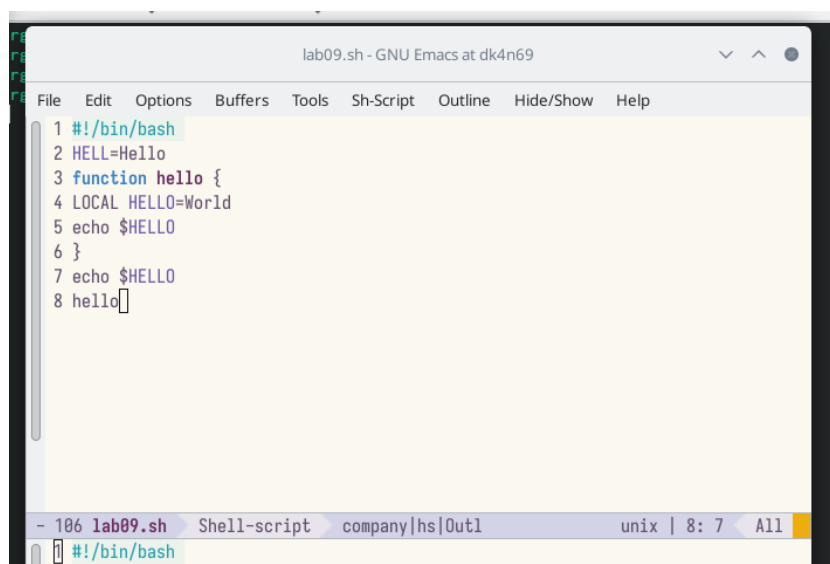 lab09.sh - GNU Emacs at dk4n69
File Edit Options Buffers Tools Sh-Script Outline Hide/Show Help
1 #!/bin/bash
2 HELL=Hello
3 function hello {
4 LOCAL HELLO=World
5 echo $HELLO
6 }
7 echo $HELLO
8 hello
- 106 lab09.sh Shell-script company|hs|Outl unix | 8: 7 All
1 #!/bin/bash